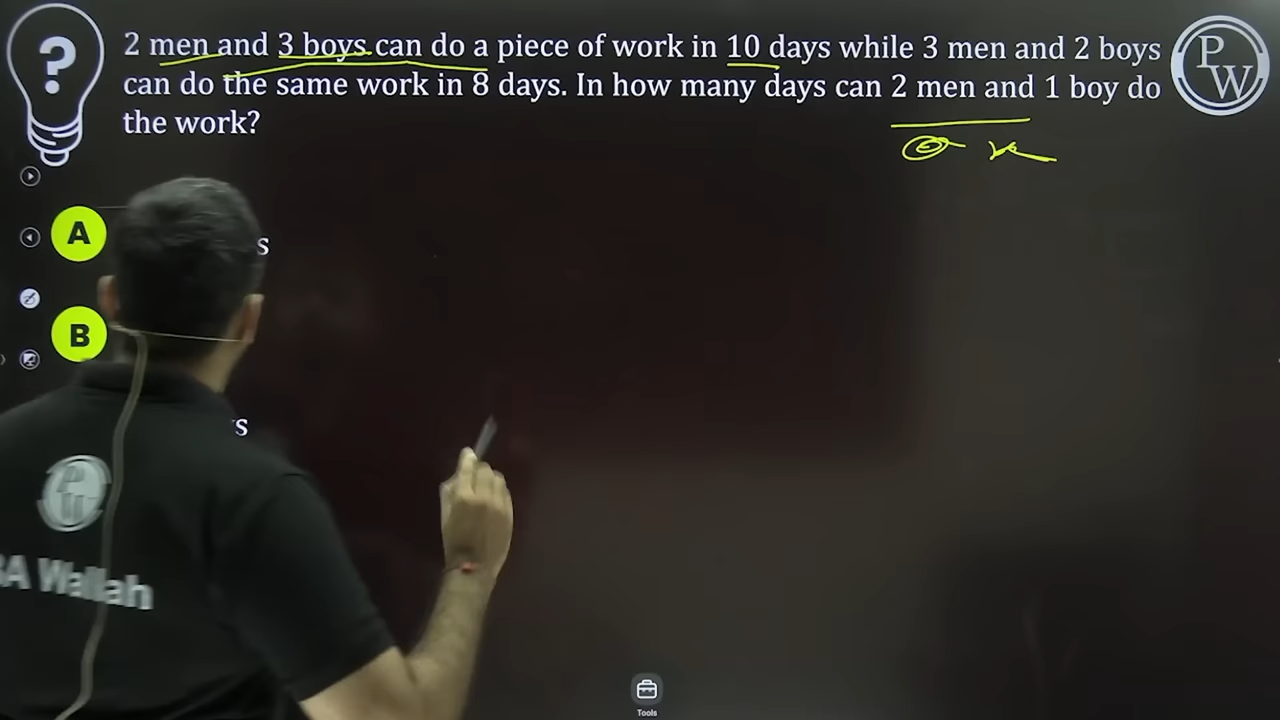 2 men and 3 boys can do a piece of work in 10 days while 3 men and 2 boys
can do the same work in 8 days. In how many days can 2 men and 1 boy do
the work?
PW
?
A
s
B
s
PW
A Wallah
Tools